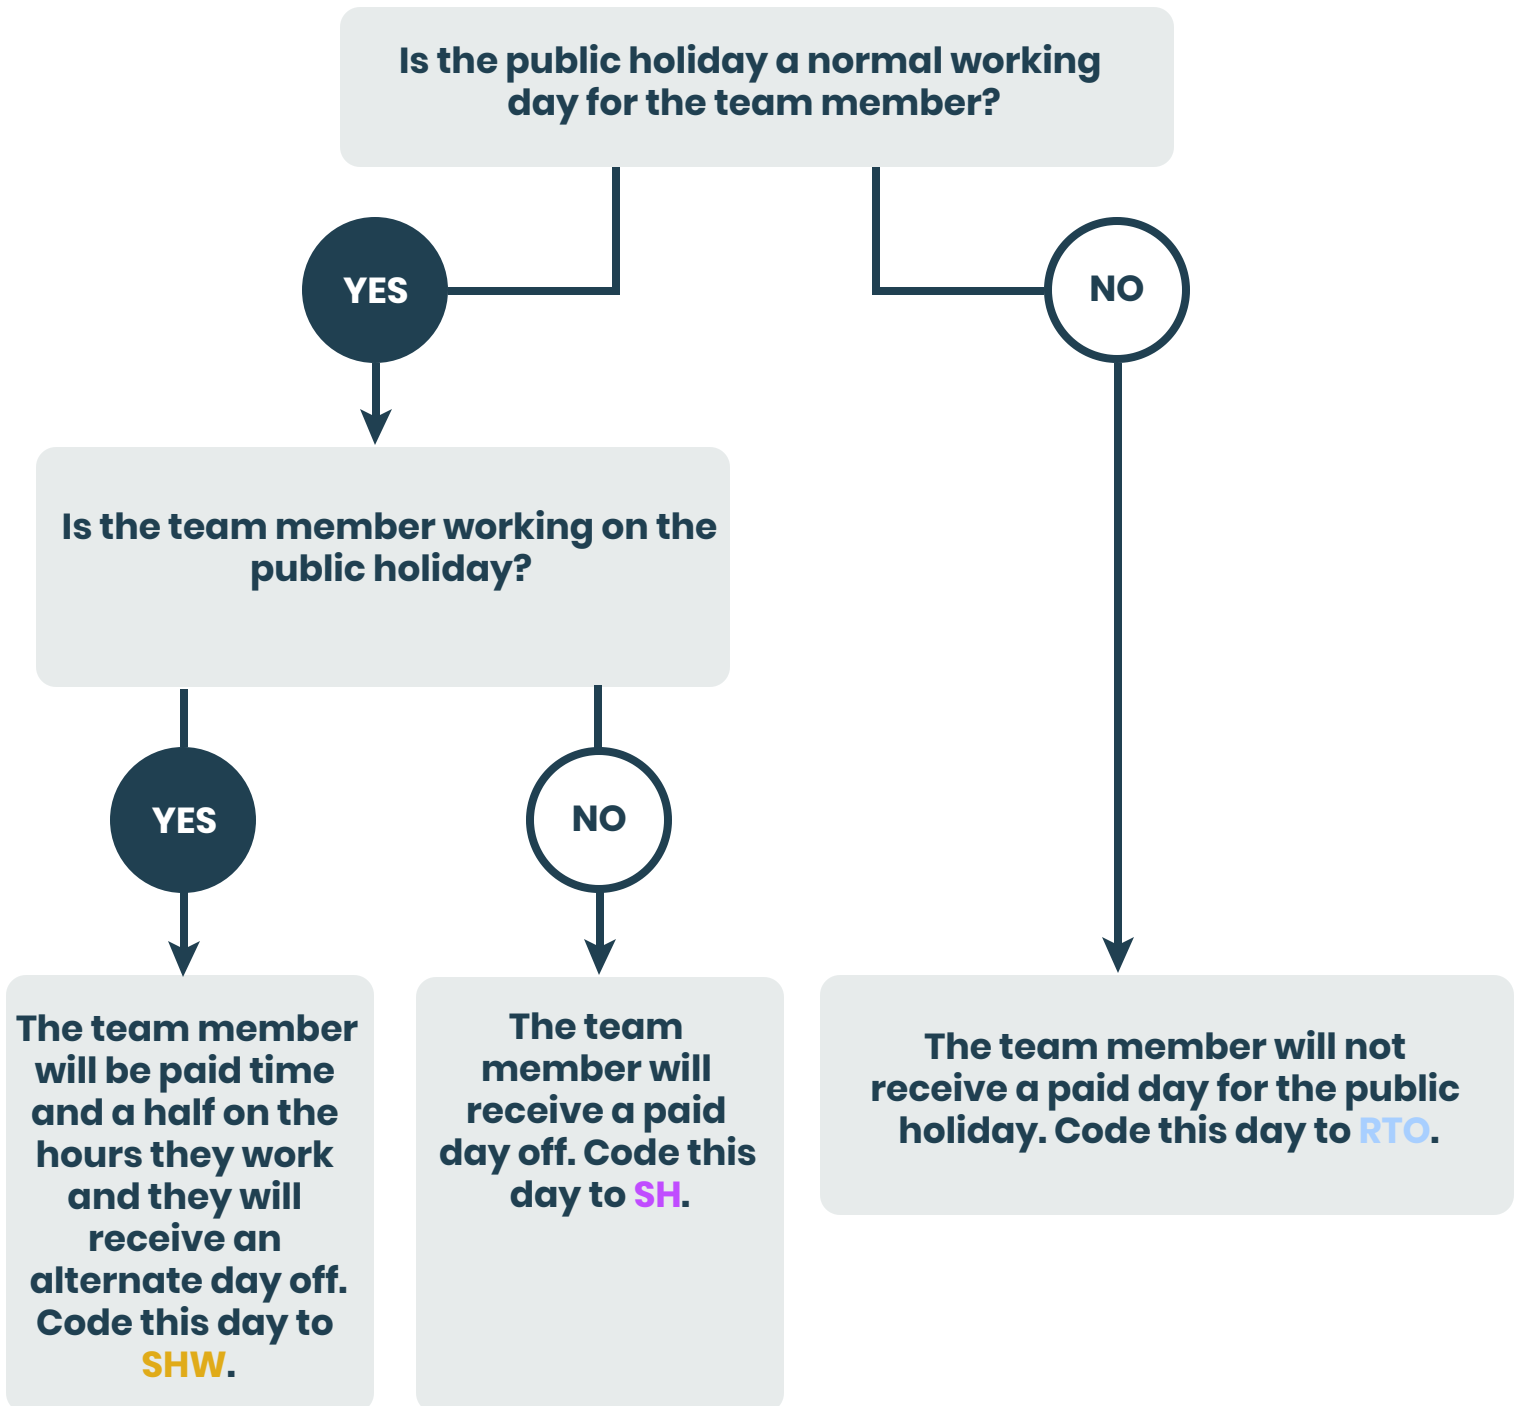 Is the public holiday a normal working
day for the team member?
YES
NO
Is the team member working on the
public holiday?
YES
NO
The team member
will be paid time
and a half on the
hours they work
and they will
receive an
alternate day off.
Code this day to
SHW.
The team
member will
receive a paid
day off. Code this
day to SH.
The team member will not
receive a paid day for the public
holiday. Code this day to RTO.